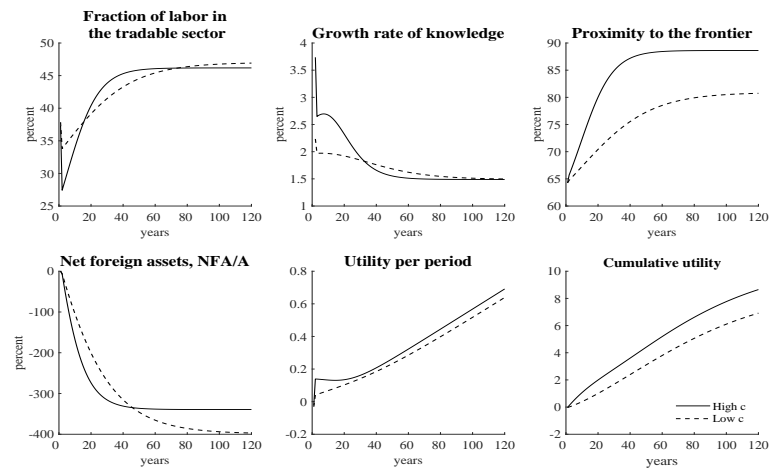 Fraction of labor in
the tradable sector
50
45
40
35
30
25
percent
0 20 40 60 80 100 120
years
Growth rate of knowledge
4
3.5
3
2.5
2
1.5
1
percent
0 20 40 60 80 100 120
years
Proximity to the frontier
90
85
80
75
70
65
60
percent
0 20 40 60 80 100 120
years
Net foreign assets, NFA/A
0
-100
-200
-300
-400
percent
0 20 40 60 80 100 120
years
Utility per period
0.8
0.6
0.4
0.2
0
-0.2
0 20 40 60 80 100 120
years
Cumulative utility
10
8
6
4
2
0
-2
0 20 40 60 80 100 120
years
High c
Low c